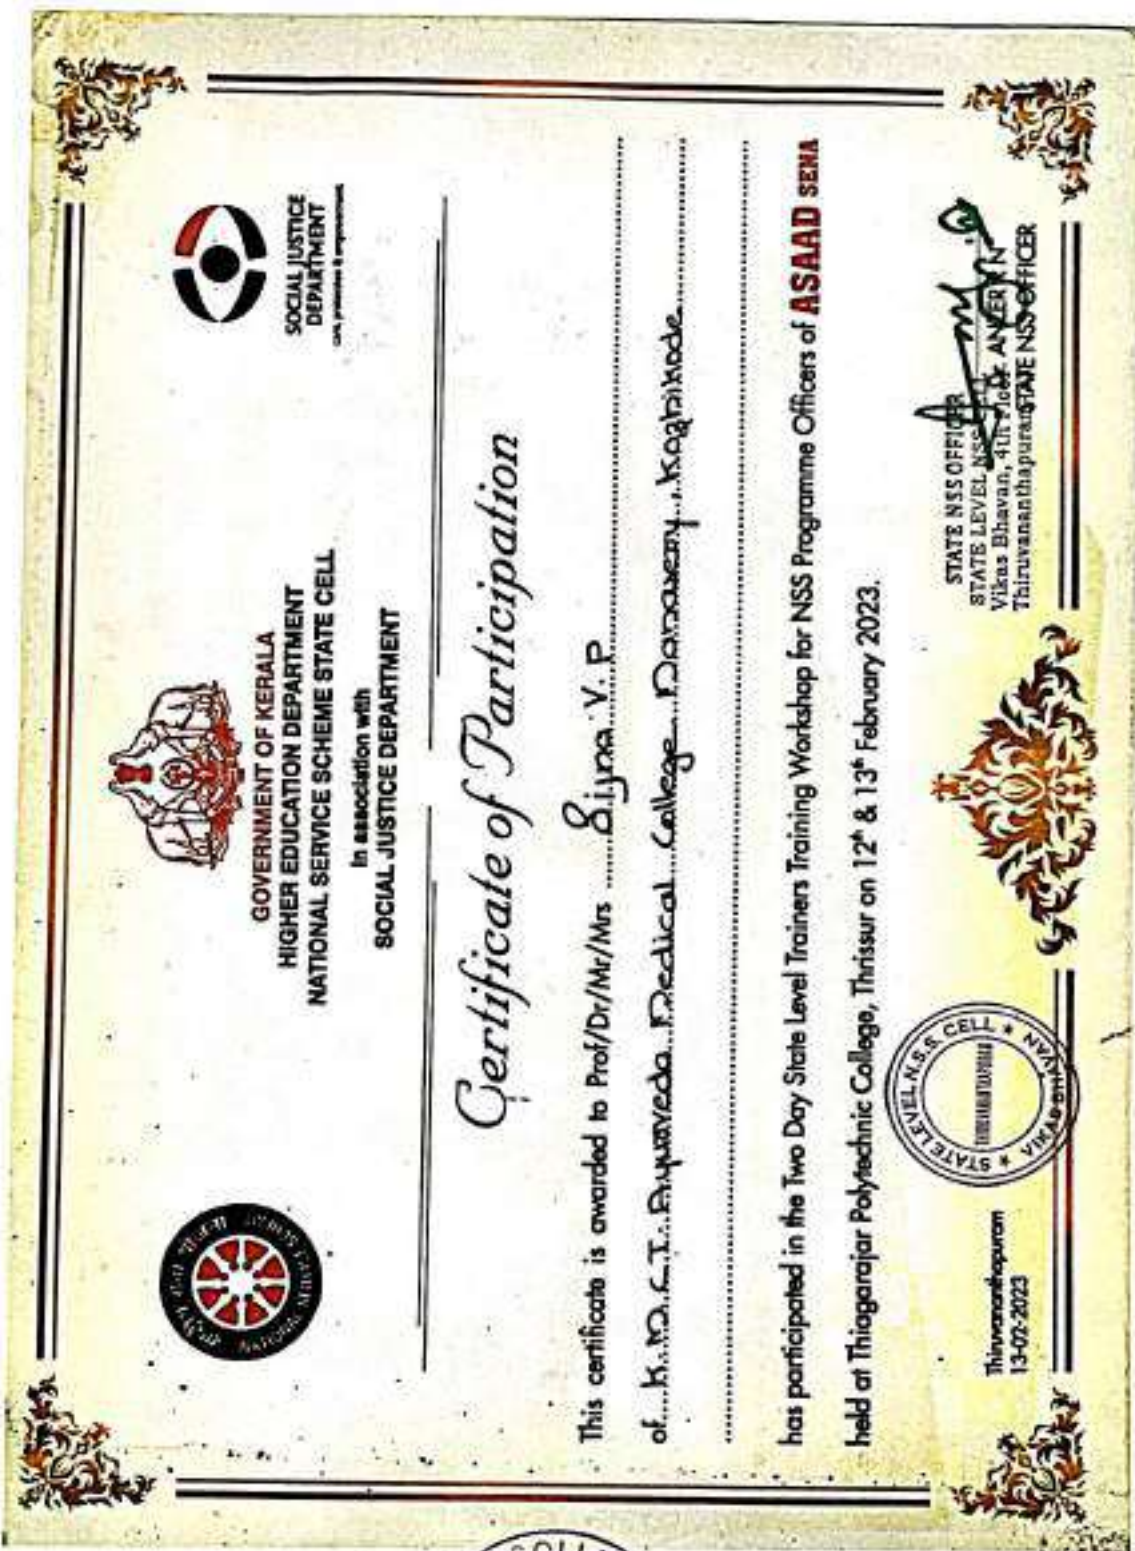 GOVERNMENT OF KERALA
HIGHER EDUCATION DEPARTMENT
NATIONAL SERVICE SCHEME STATE CELL
In association with
SOCIAL JUSTICE DEPARTMENT
SOCIAL JUSTICE
DEPARTMENT
Certificate of Participation
This certificate is awarded to Prof/Dr/Mr/Mrs Sijna V. P
of K.M.C.T. Ayurveda Medical College Manassery, Kozhikode
has participated in the Two Day State Level Trainers Training Workshop for NSS Programme Officers of ASAAD SENA
held at Thiagarajar Polytechnic College, Thrissur on 12th & 13th February 2023.
Thiruvananthapuram
13-02-2023
STATE LEVEL N.S.S. CELL
VIKAS BHAVAN
THIRUVANANTHAPURAM
STATE NSS OFFICER
STATE LEVEL NSS
Vikas Bhavan, 4th Floor
Thiruvananthapuram
ANSER R N
STATE NSS OFFICER